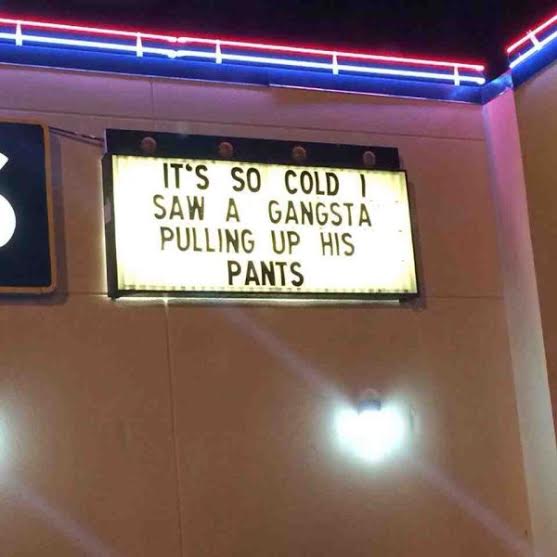 IT'S SO COLD I
SAW A GANGSTA
PULLING UP HIS
PANTS